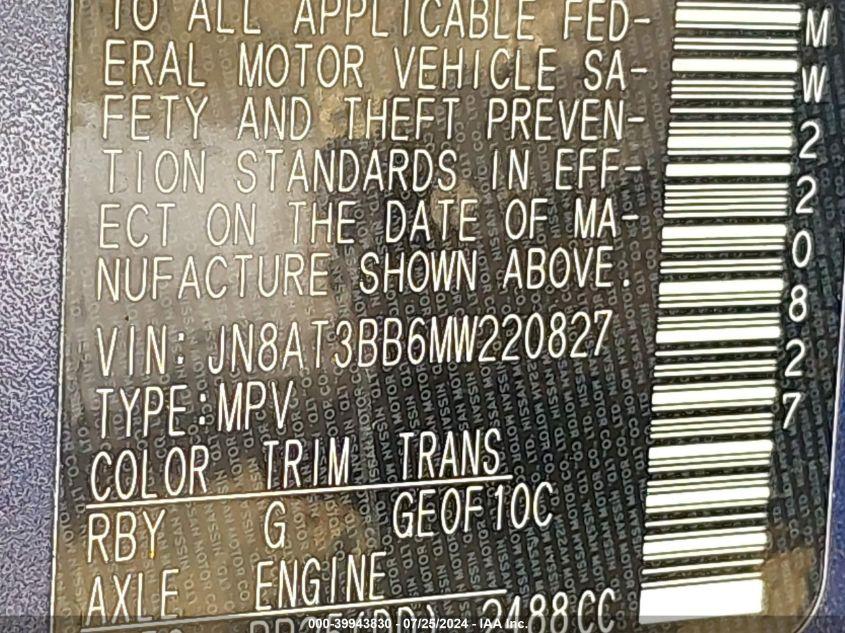 TO ALL APPLICABLE FED-
ERAL MOTOR VEHICLE SA-
FETY AND THEFT PREVEN-
TION STANDARDS IN EFF-
ECT ON THE DATE OF MA-
NUFACTURE SHOWN ABOVE.
VIN: JN8AT3BB6MW220827
TYPE:MPV
COLOR TRIM TRANS
RBY G GE0F10C
AXLE ENGINE
2488CC
MW220827
000-39943830 - 07/25/2024 - IAA Inc.